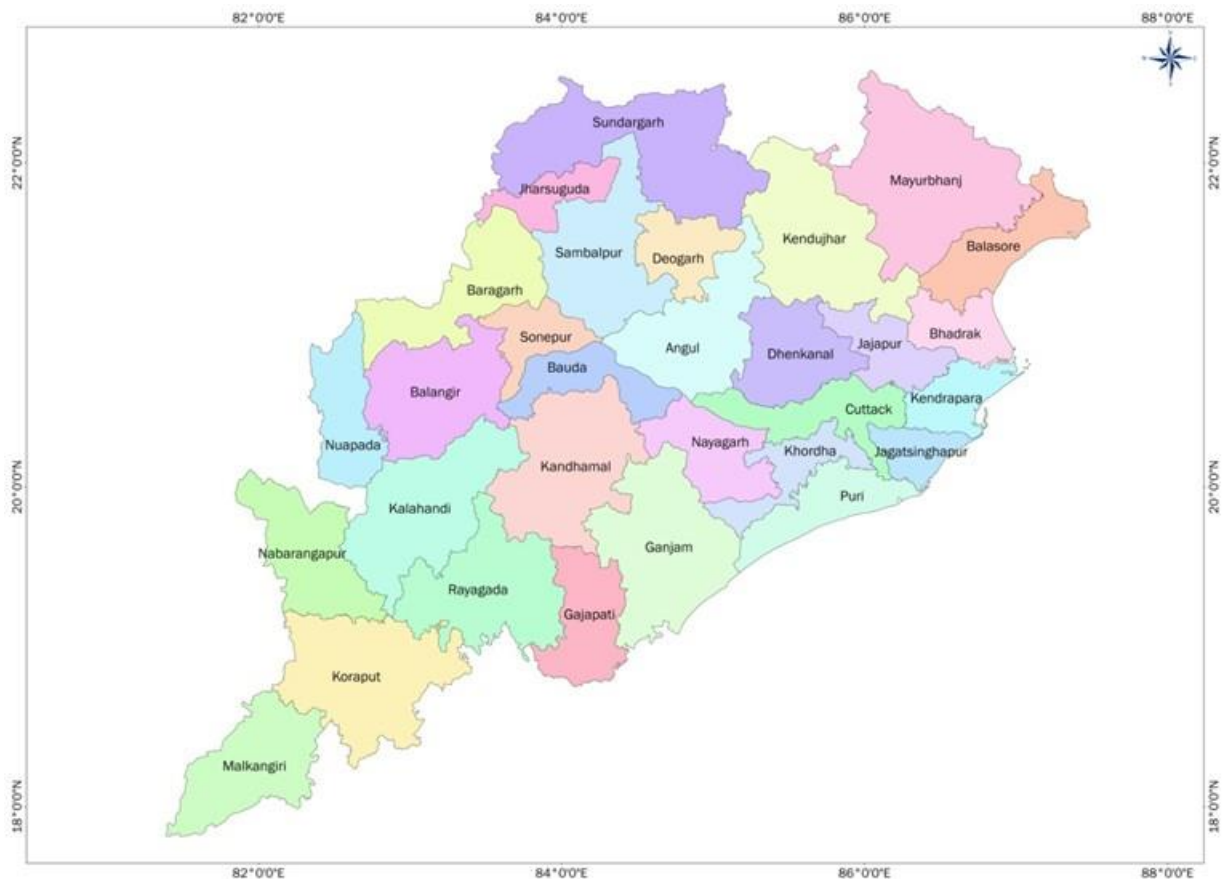 82°0'0"E 84°0'0"E 86°0'0"E 88°0'0"E
22°0'0"N 22°0'0"N
Sundargarh
Mayurbhanj
Jharsuguda
Kendujhar
Balasore
Sambalpur
Deogarh
Baragarh
Bhadrak
Sonepur
Angul
Dhenkanal
Jajapur
Bauda
Balangir
Kendrapara
Cuttack
Nuapada
Nayagarh
Khordha
Jagatsinghapur
Kandhamal
20°0'0"N 20°0'0"N
Puri
Kalahandi
Nabarangapur
Ganjam
Rayagada
Gajapati
Koraput
Malkangiri
18°0'0"N 18°0'0"N
82°0'0"E 84°0'0"E 86°0'0"E 88°0'0"E